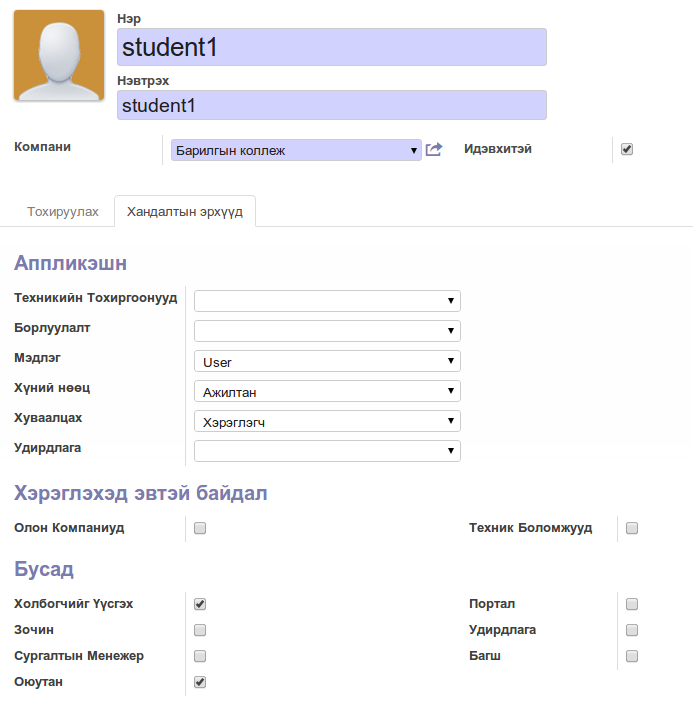 Нэр
student1
Нэвтрэх
student1
Компани Барилгын коллеж Идэвхитэй
Тохируулах Хандалтын эрхүүд
Аппликэшн
Техникийн Тохиргоонууд
Борлуулалт
Мэдлэг User
Хүний нөөц Ажилтан
Хуваалцах Хэрэглэгч
Удирдлага
Хэрэглэхэд эвтэй байдал
Олон Компаниуд Техник Боломжууд
Бусад
Холбогчийг Үүсгэх Портал
Зочин Удирдлага
Сургалтын Менежер Багш
Оюутан